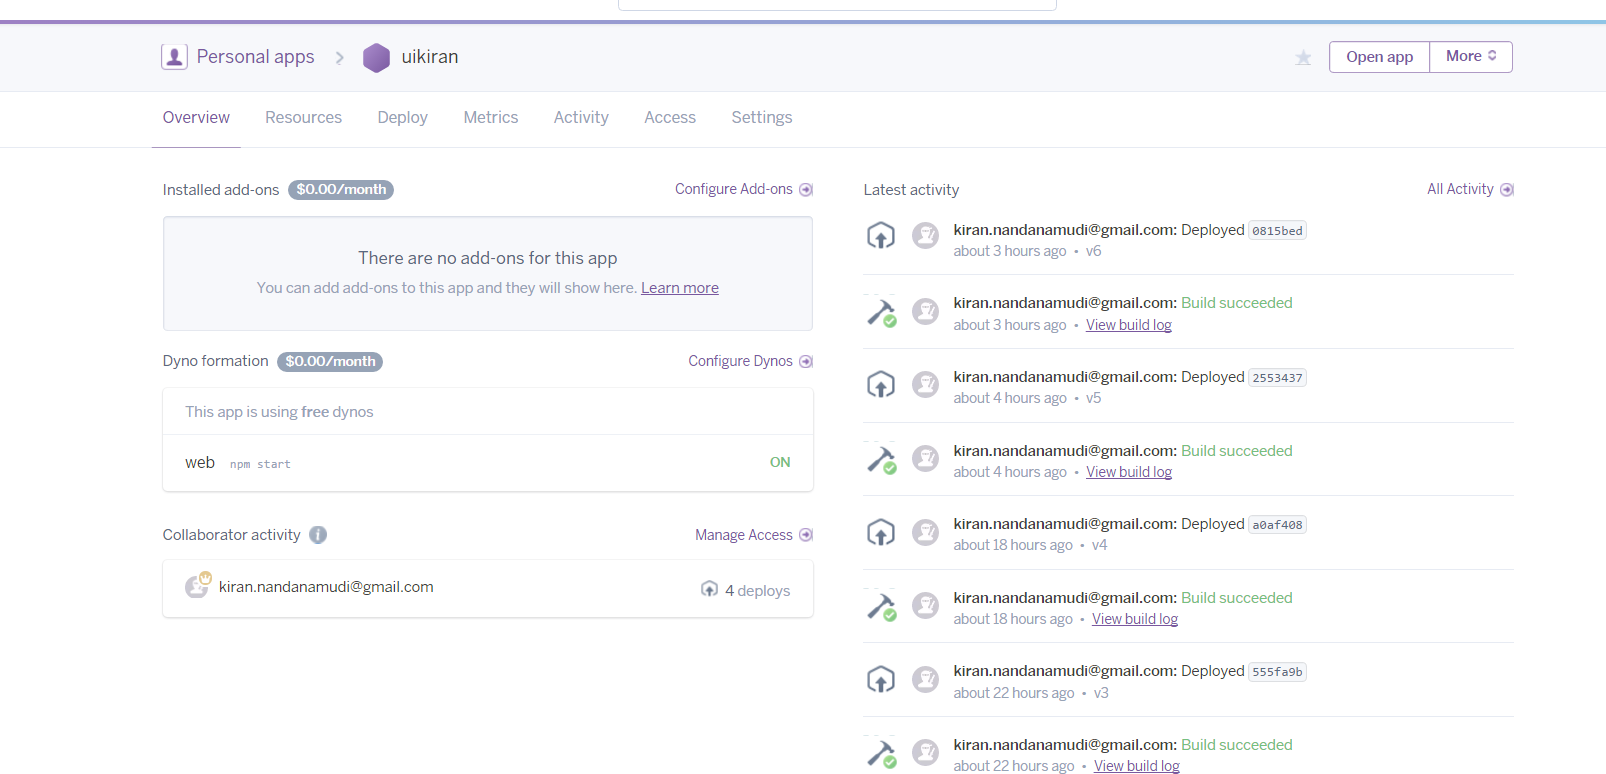 Personal apps
uikiran
Open app
More
Overview Resources Deploy Metrics Activity Access Settings
Installed add-ons $0.00/month
Configure Add-ons
There are no add-ons for this app
You can add add-ons to this app and they will show here. Learn more
Dyno formation $0.00/month
Configure Dynos
This app is using free dynos
web npm start
ON
Collaborator activity
Manage Access
kiran.nandanamudi@gmail.com
4 deploys
Latest activity
All Activity
kiran.nandanamudi@gmail.com: Deployed 0815bed
about 3 hours ago • v6
kiran.nandanamudi@gmail.com: Build succeeded
about 3 hours ago • View build log
kiran.nandanamudi@gmail.com: Deployed 2553437
about 4 hours ago • v5
kiran.nandanamudi@gmail.com: Build succeeded
about 4 hours ago • View build log
kiran.nandanamudi@gmail.com: Deployed a0af408
about 18 hours ago • v4
kiran.nandanamudi@gmail.com: Build succeeded
about 18 hours ago • View build log
kiran.nandanamudi@gmail.com: Deployed 555fa9b
about 22 hours ago • v3
kiran.nandanamudi@gmail.com: Build succeeded
about 22 hours ago • View build log